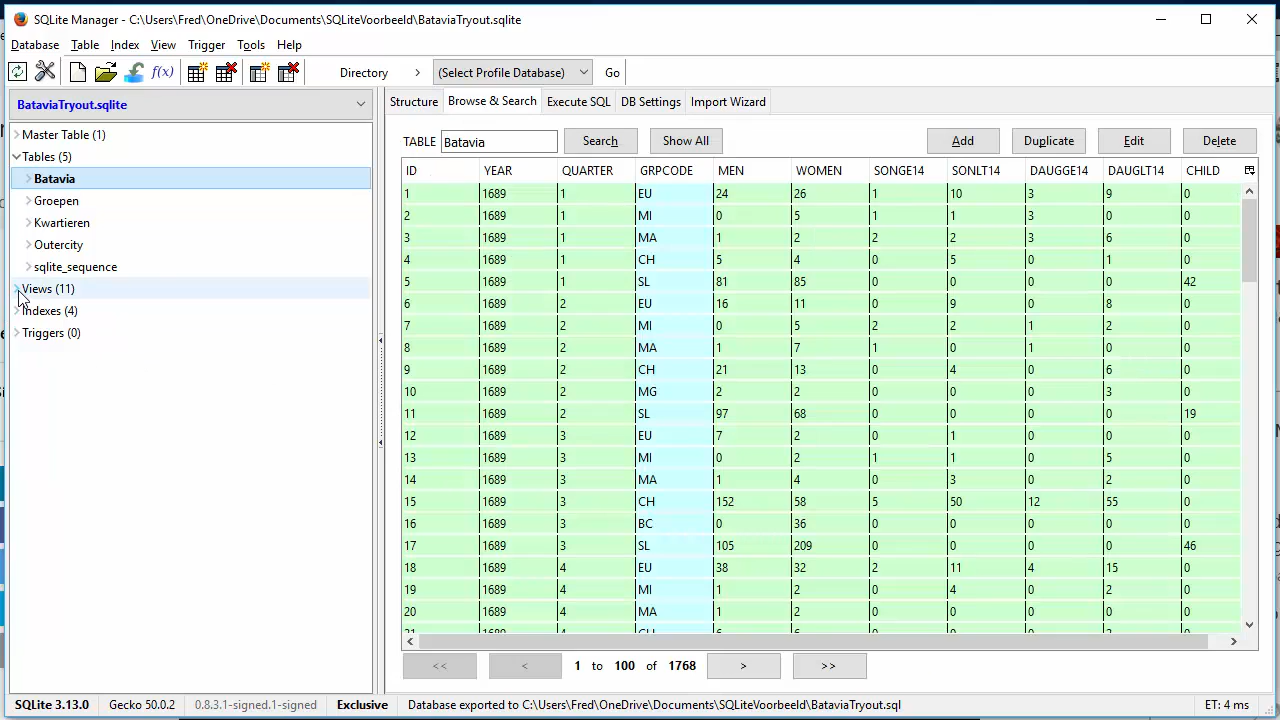 SQLite Manager - C:\Users\Fred\OneDrive\Documents\SQLiteVoorbeeld\BataviaTryout.sqlite
Database Table Index View Trigger Tools Help
f(x) Directory > (Select Profile Database) Go
BataviaTryout.sqlite
Master Table (1)
Tables (5)
Batavia
Groepen
Kwartieren
Outercity
sqlite_sequence
Views (11)
Indexes (4)
Triggers (0)
Structure Browse & Search Execute SQL DB Settings Import Wizard
TABLE Batavia Search Show All Add Duplicate Edit Delete
ID YEAR QUARTER GRPCODE MEN WOMEN SONGE14 SONLT14 DAUGGE14 DAUGLT14 CHILD
1 1689 1 EU 24 26 1 10 3 9 0
2 1689 1 MI 0 5 1 1 3 0 0
3 1689 1 MA 1 2 2 2 3 6 0
4 1689 1 CH 5 4 0 5 0 1 0
5 1689 1 SL 81 85 0 0 0 0 42
6 1689 2 EU 16 11 0 9 0 8 0
7 1689 2 MI 0 5 2 2 1 2 0
8 1689 2 MA 1 7 1 0 1 0 0
9 1689 2 CH 21 13 0 4 0 6 0
10 1689 2 MG 2 2 0 0 0 3 0
11 1689 2 SL 97 68 0 0 0 0 19
12 1689 3 EU 7 2 0 1 0 0 0
13 1689 3 MI 0 2 1 1 0 5 0
14 1689 3 MA 1 4 0 3 0 2 0
15 1689 3 CH 152 58 5 50 12 55 0
16 1689 3 BC 0 36 0 0 0 0 0
17 1689 3 SL 105 209 0 0 0 0 46
18 1689 4 EU 38 32 2 11 4 15 0
19 1689 4 MI 1 2 0 4 0 2 0
20 1689 4 MA 1 2 0 0 0 0 0
<< < 1 to 100 of 1768 > >>
SQLite 3.13.0 Gecko 50.0.2 0.8.3.1-signed.1-signed Exclusive Database exported to C:\Users\Fred\OneDrive\Documents\SQLiteVoorbeeld\BataviaTryout.sql ET: 4 ms